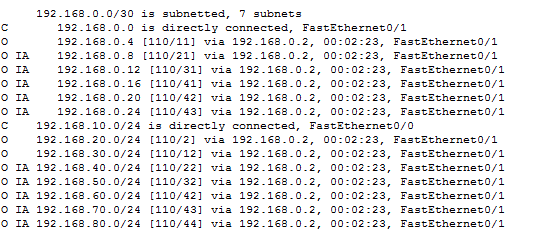 192.168.0.0/30 is subnetted, 7 subnets
C 192.168.0.0 is directly connected, FastEthernet0/1
O 192.168.0.4 [110/11] via 192.168.0.2, 00:02:23, FastEthernet0/1
O IA 192.168.0.8 [110/21] via 192.168.0.2, 00:02:23, FastEthernet0/1
O IA 192.168.0.12 [110/31] via 192.168.0.2, 00:02:23, FastEthernet0/1
O IA 192.168.0.16 [110/41] via 192.168.0.2, 00:02:23, FastEthernet0/1
O IA 192.168.0.20 [110/42] via 192.168.0.2, 00:02:23, FastEthernet0/1
O IA 192.168.0.24 [110/43] via 192.168.0.2, 00:02:23, FastEthernet0/1
C 192.168.10.0/24 is directly connected, FastEthernet0/0
O 192.168.20.0/24 [110/2] via 192.168.0.2, 00:02:23, FastEthernet0/1
O 192.168.30.0/24 [110/12] via 192.168.0.2, 00:02:23, FastEthernet0/1
O IA 192.168.40.0/24 [110/22] via 192.168.0.2, 00:02:23, FastEthernet0/1
O IA 192.168.50.0/24 [110/32] via 192.168.0.2, 00:02:23, FastEthernet0/1
O IA 192.168.60.0/24 [110/42] via 192.168.0.2, 00:02:23, FastEthernet0/1
O IA 192.168.70.0/24 [110/43] via 192.168.0.2, 00:02:23, FastEthernet0/1
O IA 192.168.80.0/24 [110/44] via 192.168.0.2, 00:02:23, FastEthernet0/1